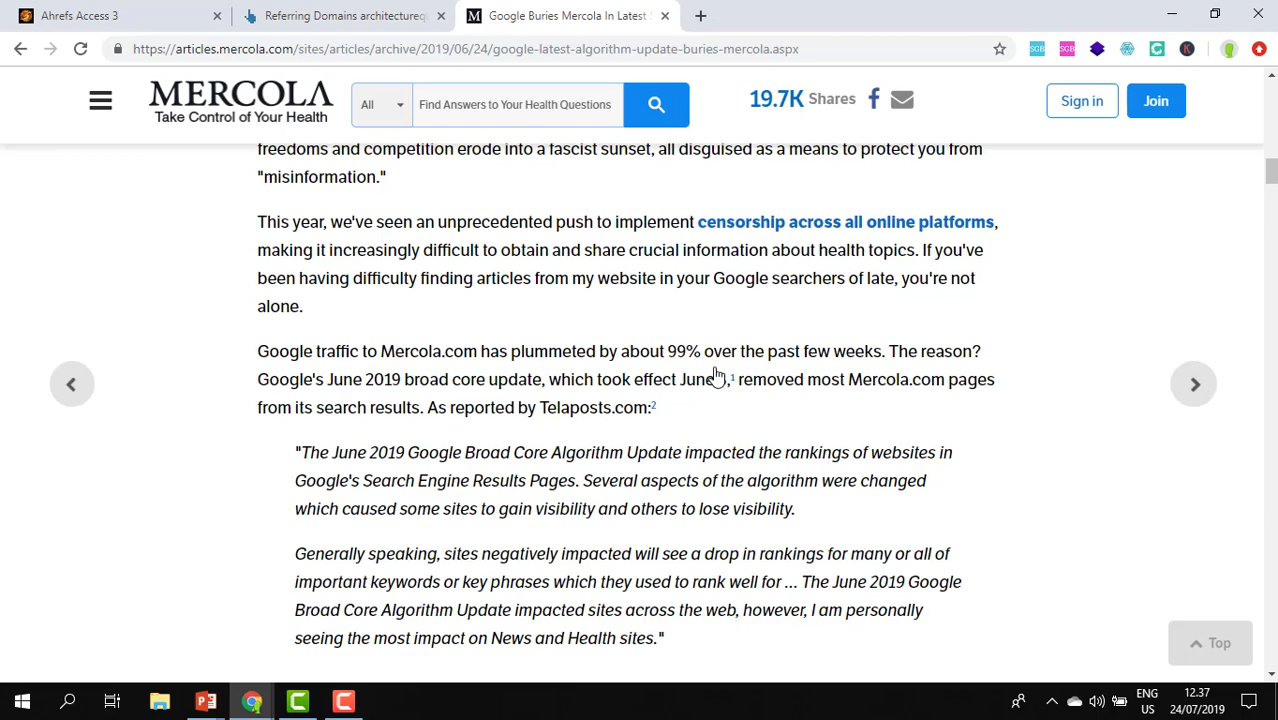 Ahrefs Access 3
Referring Domains architecturequ
Google Buries Mercola In Latest S
https://articles.mercola.com/sites/articles/archive/2019/06/24/google-latest-algorithm-update-buries-mercola.aspx
MERCOLA
Take Control of Your Health
All
Find Answers to Your Health Questions
19.7K Shares
Sign in
Join
freedoms and competition erode into a fascist sunset, all disguised as a means to protect you from
"misinformation."
This year, we've seen an unprecedented push to implement censorship across all online platforms,
making it increasingly difficult to obtain and share crucial information about health topics. If you've
been having difficulty finding articles from my website in your Google searchers of late, you're not
alone.
Google traffic to Mercola.com has plummeted by about 99% over the past few weeks. The reason?
Google's June 2019 broad core update, which took effect June ,1 removed most Mercola.com pages
from its search results. As reported by Telaposts.com:2
"The June 2019 Google Broad Core Algorithm Update impacted the rankings of websites in
Google's Search Engine Results Pages. Several aspects of the algorithm were changed
which caused some sites to gain visibility and others to lose visibility.
Generally speaking, sites negatively impacted will see a drop in rankings for many or all of
important keywords or key phrases which they used to rank well for ... The June 2019 Google
Broad Core Algorithm Update impacted sites across the web, however, I am personally
seeing the most impact on News and Health sites."
Top
ENG
US
12.37
24/07/2019